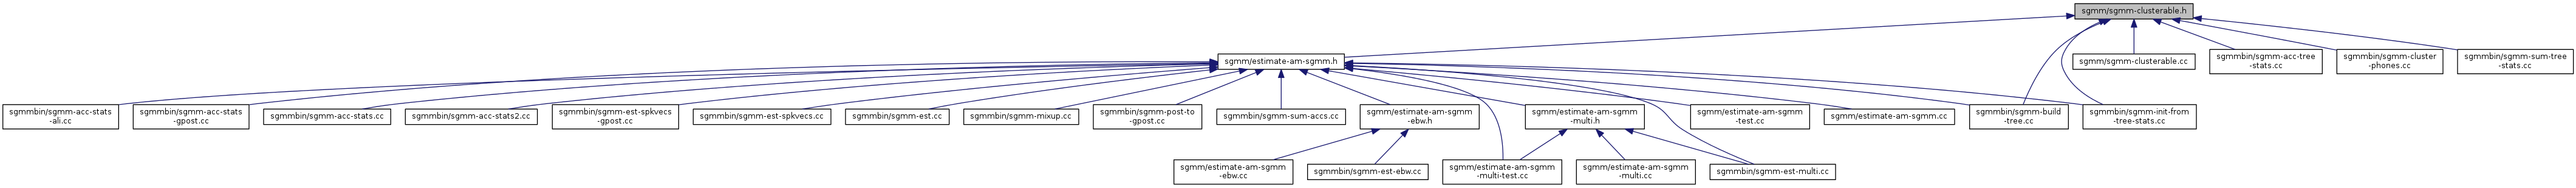 sgmm/sgmm-clusterable.h
sgmm/estimate-am-sgmm.h
sgmm/sgmm-clusterable.cc
sgmmbin/sgmm-acc-tree
-stats.cc
sgmmbin/sgmm-cluster
-phones.cc
sgmmbin/sgmm-sum-tree
-stats.cc
sgmmbin/sgmm-acc-stats
-ali.cc
sgmmbin/sgmm-acc-stats
-gpost.cc
sgmmbin/sgmm-acc-stats.cc
sgmmbin/sgmm-acc-stats2.cc
sgmmbin/sgmm-est-spkvecs
-gpost.cc
sgmmbin/sgmm-est-spkvecs.cc
sgmmbin/sgmm-est.cc
sgmmbin/sgmm-mixup.cc
sgmmbin/sgmm-post-to
-gpost.cc
sgmmbin/sgmm-sum-accs.cc
sgmm/estimate-am-sgmm
-ebw.h
sgmm/estimate-am-sgmm
-multi.h
sgmm/estimate-am-sgmm
-test.cc
sgmm/estimate-am-sgmm.cc
sgmmbin/sgmm-build
-tree.cc
sgmmbin/sgmm-init-from
-tree-stats.cc
sgmm/estimate-am-sgmm
-ebw.cc
sgmmbin/sgmm-est-ebw.cc
sgmm/estimate-am-sgmm
-multi-test.cc
sgmm/estimate-am-sgmm
-multi.cc
sgmmbin/sgmm-est-multi.cc